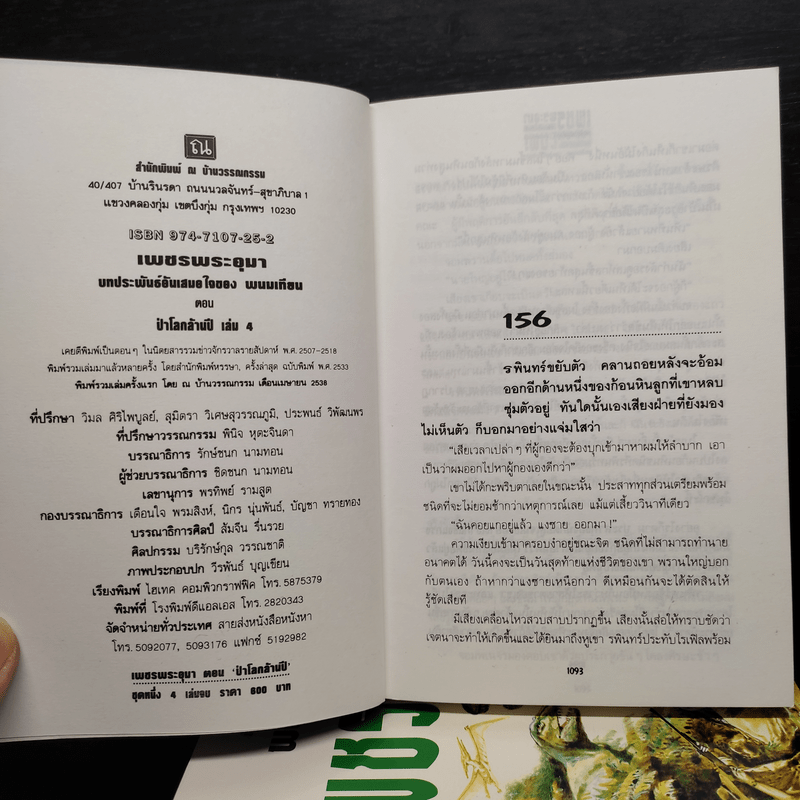 ณ
สำนักพิมพ์ ณ บ้านวรรณกรรม
40/407 บ้านรินรดา ถนนนวลจันทร์-สุขาภิบาล 1
แขวงคลองกุ่ม เขตบึงกุ่ม กรุงเทพฯ 10230
ISBN 974-7107-25-2
เพชรพระอุมา
บทประพันธ์อันเสมอใจของ พนมเทียน
ตอน
ป่าโลกล้านปี เล่ม 4
เคยตีพิมพ์เป็นตอนๆ ในนิตยสารรวมข่าวจักรวาลรายสัปดาห์ พ.ศ. 2507-2518
พิมพ์รวมเล่มมาแล้วหลายครั้ง โดยสำนักพิมพ์หรรษา, ครั้งล่าสุด ฉบับพิมพ์ พ.ศ. 2533
พิมพ์รวมเล่มครั้งแรก โดย ณ บ้านวรรณกรรม เดือนเมษายน 2538
ที่ปรึกษา วิมล ศิริไพบูลย์, สุมิตรา วิเศษสุวรรณภูมิ, ประพนธ์ วิพัฒนพร
ที่ปรึกษาวรรณกรรม พินิจ หุตะจินดา
บรรณาธิการ รักษ์ชนก นามทอน
ผู้ช่วยบรรณาธิการ ชิดชนก นามทอน
เลขานุการ พรทิพย์ รามสูต
กองบรรณาธิการ เตือนใจ พรมสิงห์, นิกร นุ่นพันธ์, บัญชา ทรายทอง
บรรณาธิการศิลป์ ส้มจีน รื่นรวย
ศิลปกรรม บริรักษ์กุล วรรณชาติ
ภาพประกอบปก วีรพันธ์ บุญเขียน
เรียงพิมพ์ ไฮเทค คอมพิวกราฟฟิค โทร. 5875379
พิมพ์ที่ โรงพิมพ์ดีแอลเอส โทร. 2820343
จัดจำหน่ายทั่วประเทศ สายส่งหนังสือหนังหา
โทร. 5092077, 5093176 แฟกซ์ 5192982
เพชรพระอุมา ตอน 'ป่าโลกล้านปี'
ชุดหนึ่ง 4 เล่มจบ ราคา 600 บาท
156
รพินทร์ขยับตัว คลานถอยหลังจะอ้อม
ออกอีกด้านหนึ่งของก้อนหินลูกที่เขาหลบ
ซุ่มตัวอยู่ ทันใดนั้นเองเสียงฝ่ายที่ยังมอง
ไม่เห็นตัว ก็บอกมาอย่างแจ่มใสว่า
"เสียเวลาเปล่าๆ ที่ผู้กองจะต้องบุกเข้ามาหาผมให้ลำบาก เอา
เป็นว่าผมออกไปหาผู้กองเองดีกว่า"
เขาไม่ได้กะพริบตาเลยในขณะนั้น ประสาททุกส่วนเตรียมพร้อม
ชนิดที่จะไม่ยอมช้ากว่าเหตุการณ์เลย แม้แต่เสี้ยววินาทีเดียว
"ฉันคอยแกอยู่แล้ว แงซาย ออกมา!"
ความเงียบเข้ามาครอบงำอยู่ขณะจิต ชนิดที่ไม่สามารถทำนาย
อนาคตได้ วันนี้คงจะเป็นวันสุดท้ายแห่งชีวิตของเขา พรานใหญ่บอก
กับตนเอง ถ้าหากว่าแงซายเหนือกว่า ดีเหมือนกันจะได้ตัดสินให้
รู้ชัดเสียที
มีเสียงเคลื่อนไหวสวบสาบปรากฏขึ้น เสียงนั้นส่อให้ทราบชัดว่า
เจตนาจะทำให้เกิดขึ้นและได้ยินมาถึงหูเขา รพินทร์ประทับไรเฟิลพร้อม
1093